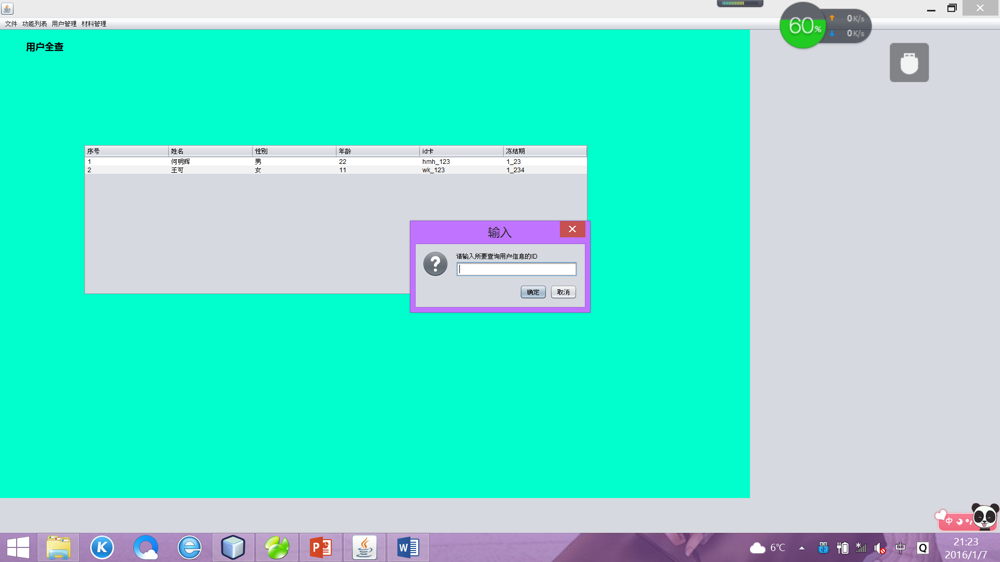 60%
0K/s
0K/s
文件 功能列表 用户管理 材料管理
用户全查
序号 姓名 性别 年龄 id卡 冻结期
1 何明辉 男 22 hmh_123 1_23
2 王可 女 11 wk_123 1_234
输入
请输入所要查询用户信息的ID
确定 取消
中
6℃
中
Q
21:23
2016/1/7